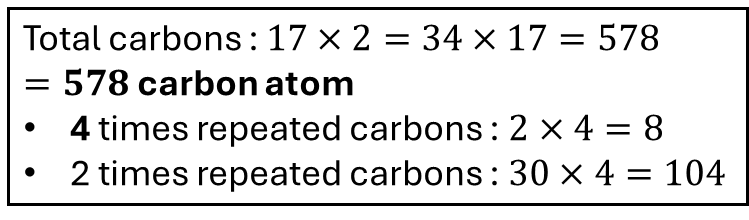 Total carbons : 17 × 2 = 34 × 17 = 578
= 578 carbon atom
• 4 times repeated carbons : 2 × 4 = 8
• 2 times repeated carbons : 30 × 4 = 104